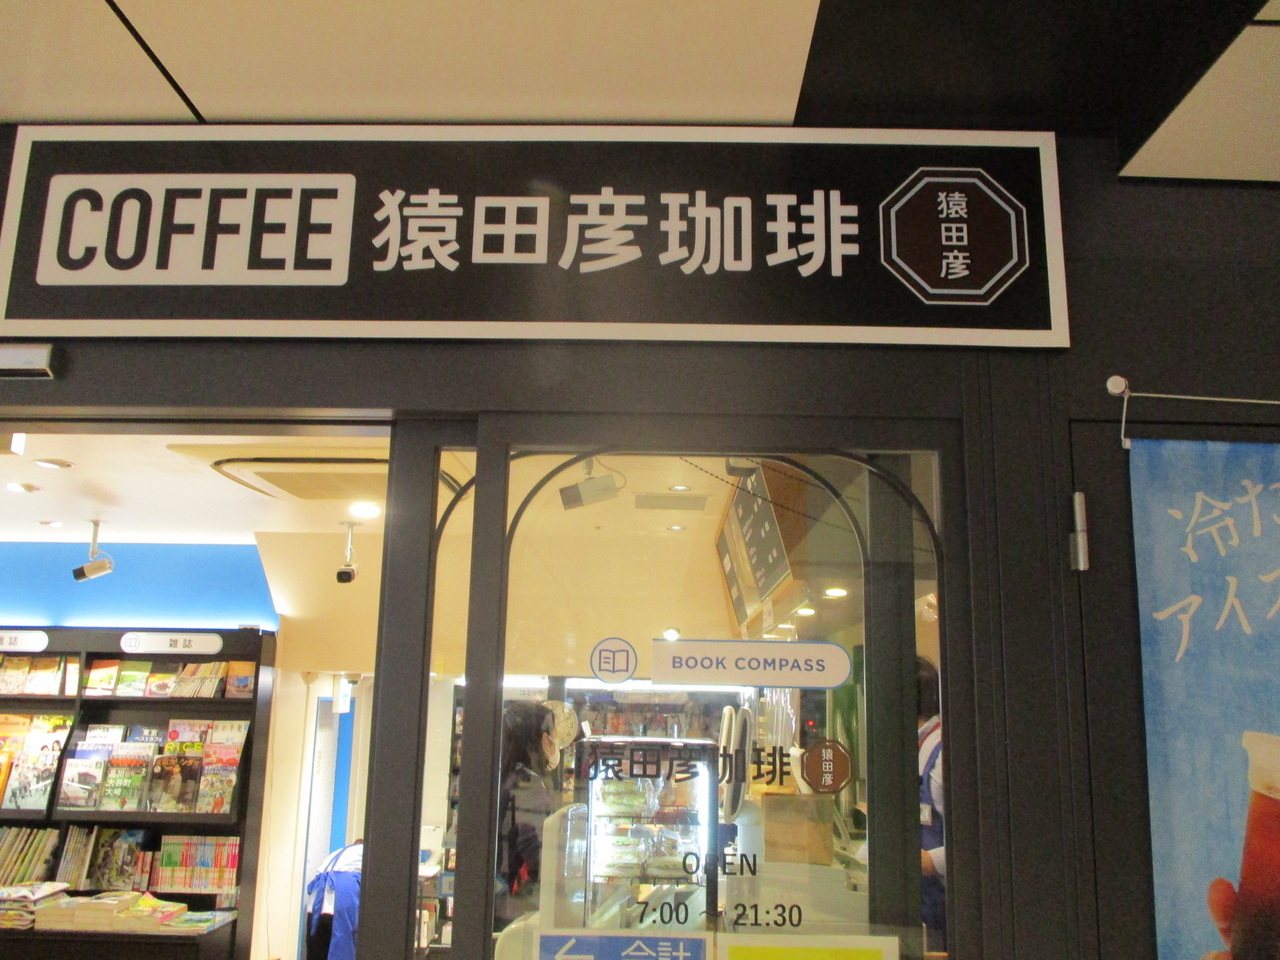 COFFEE 猿田彦珈琲
猿田彦
冷た
アイス
雑誌
雑誌
BOOK COMPASS
猿田彦珈琲
猿田彦
RiCE
OPEN
7:00 ~ 21:30
← 会計